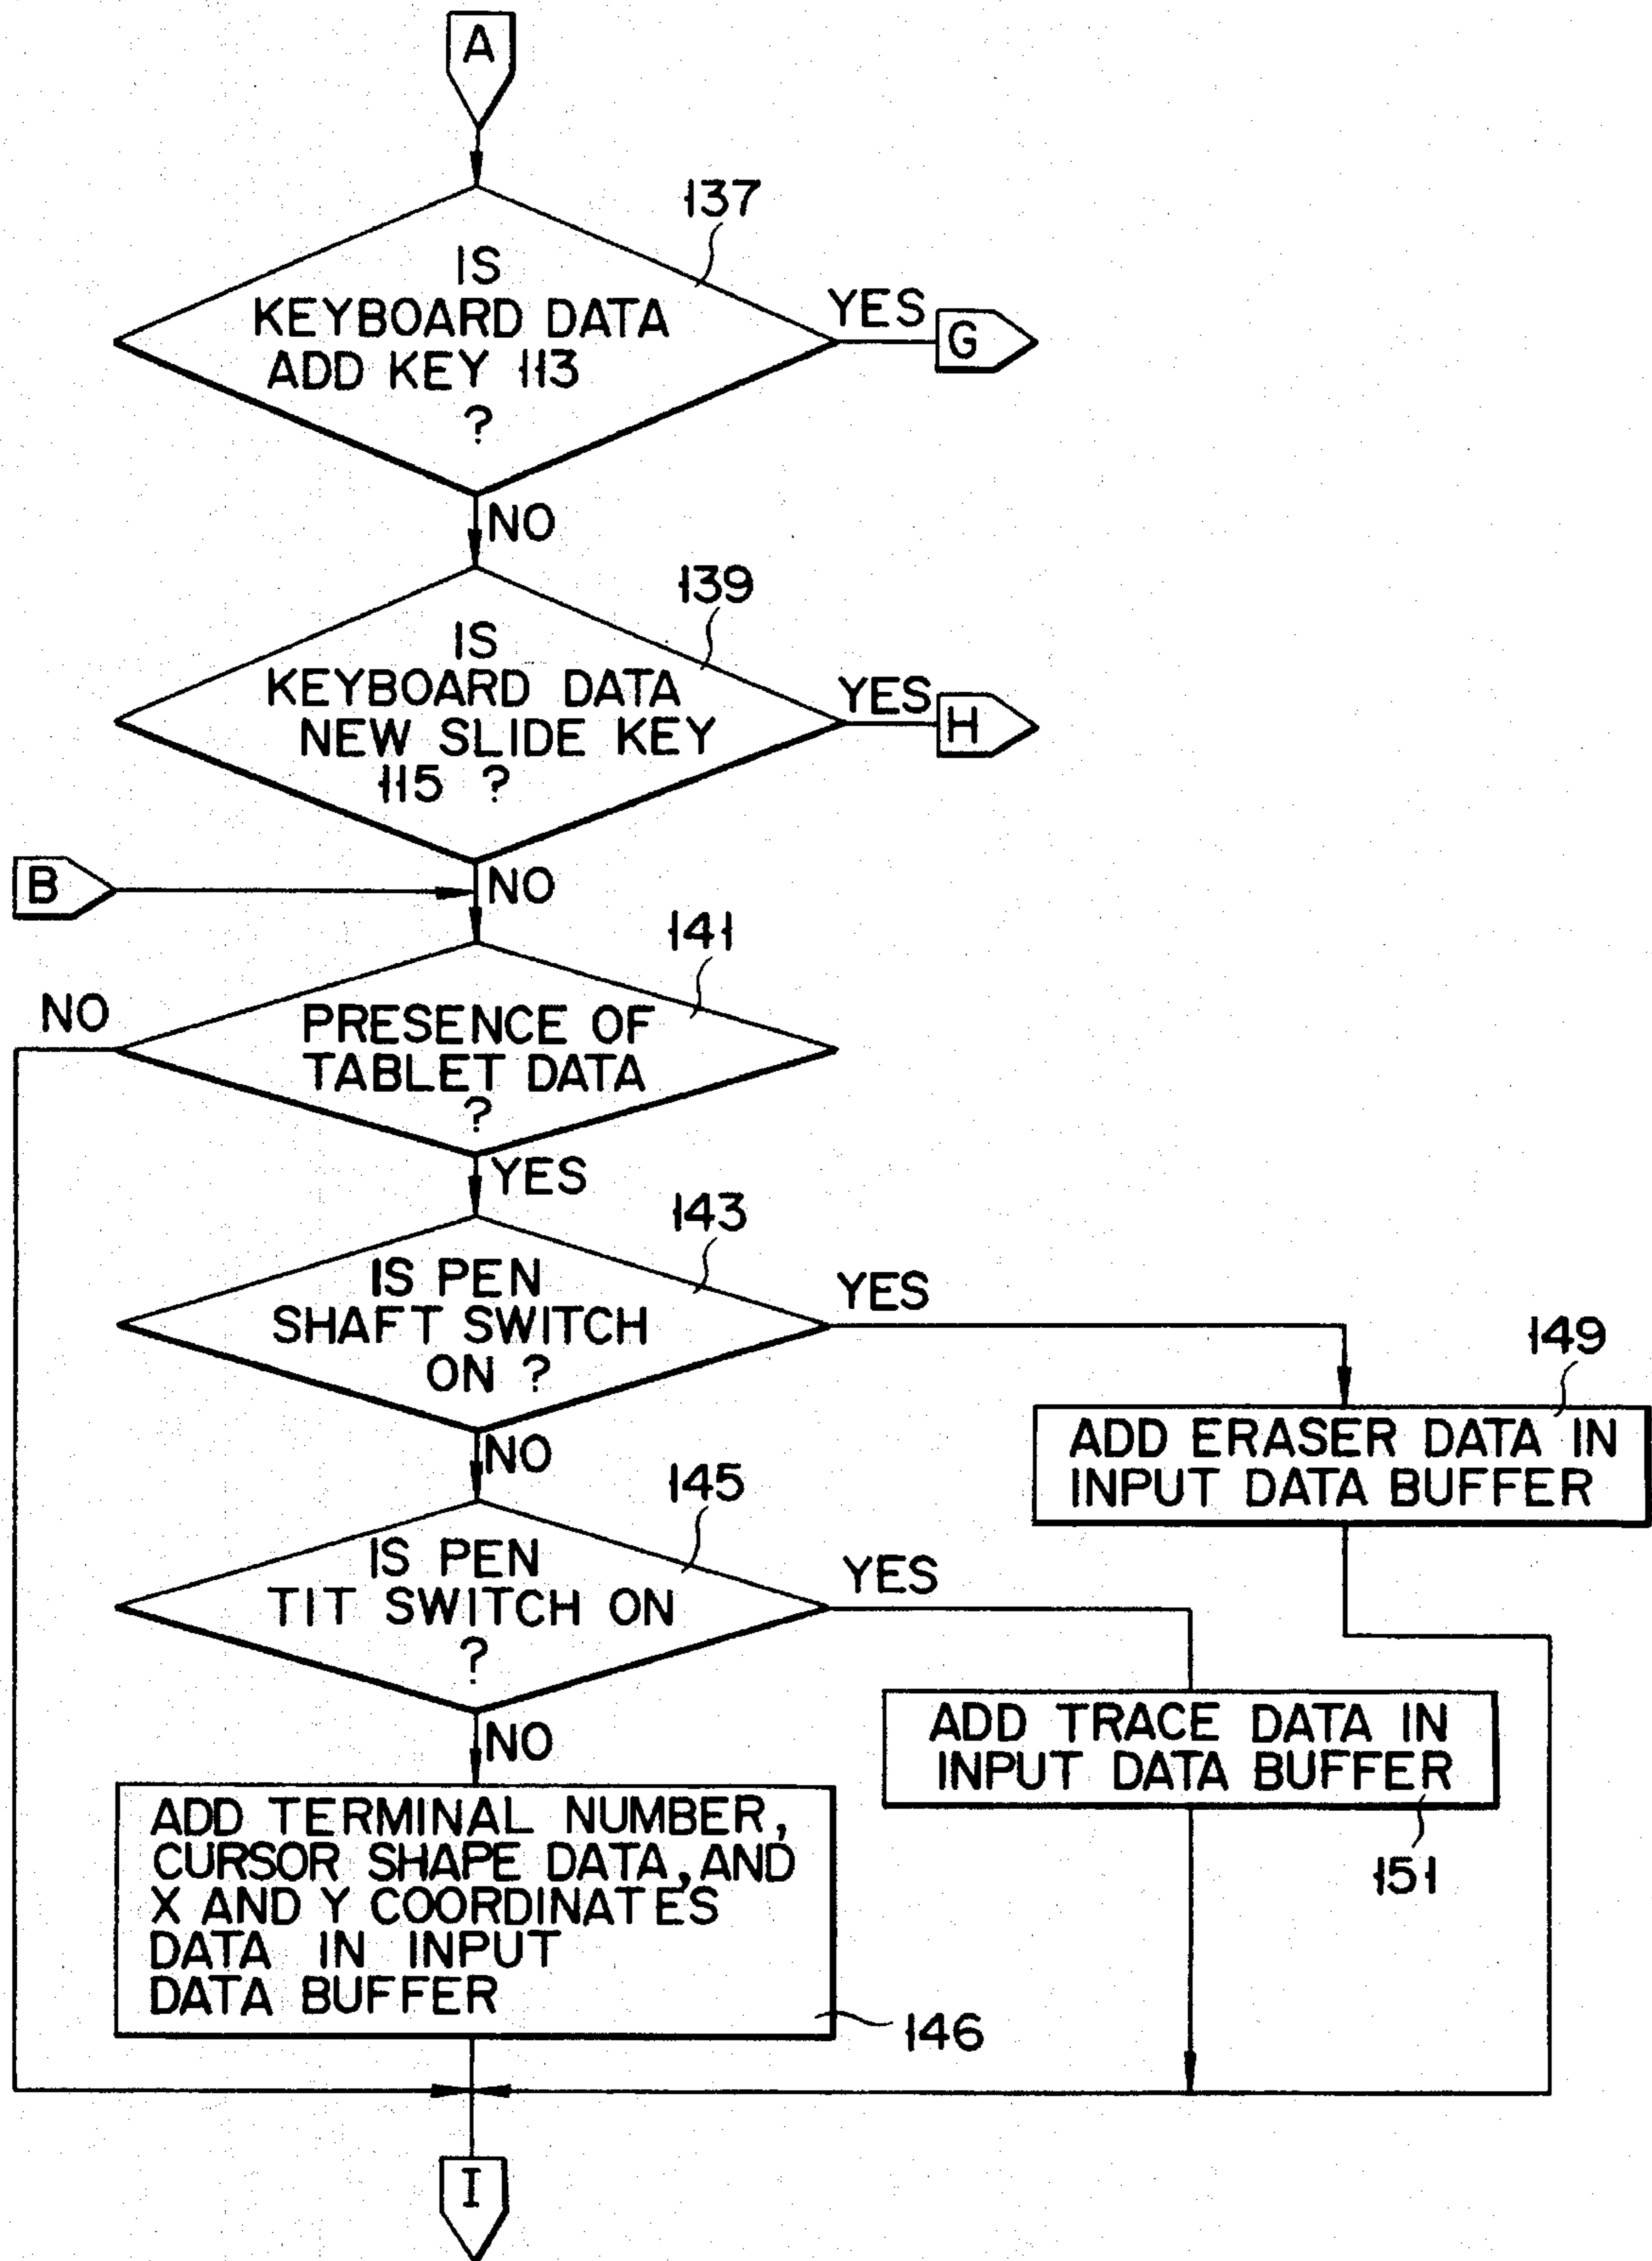 A
137
IS
KEYBOARD DATA
ADD KEY 113
?
YES
G
NO
139
IS
KEYBOARD DATA
NEW SLIDE KEY
115 ?
YES
H
B
NO
141
NO
PRESENCE OF
TABLET DATA
?
YES
143
IS PEN
SHAFT SWITCH
ON ?
YES
149
ADD ERASER DATA IN
INPUT DATA BUFFER
NO
145
IS PEN
TIT SWITCH ON
?
YES
ADD TRACE DATA IN
INPUT DATA BUFFER
151
NO
ADD TERMINAL NUMBER,
CURSOR SHAPE DATA, AND
X AND Y COORDINATES
DATA IN INPUT
DATA BUFFER
146
I